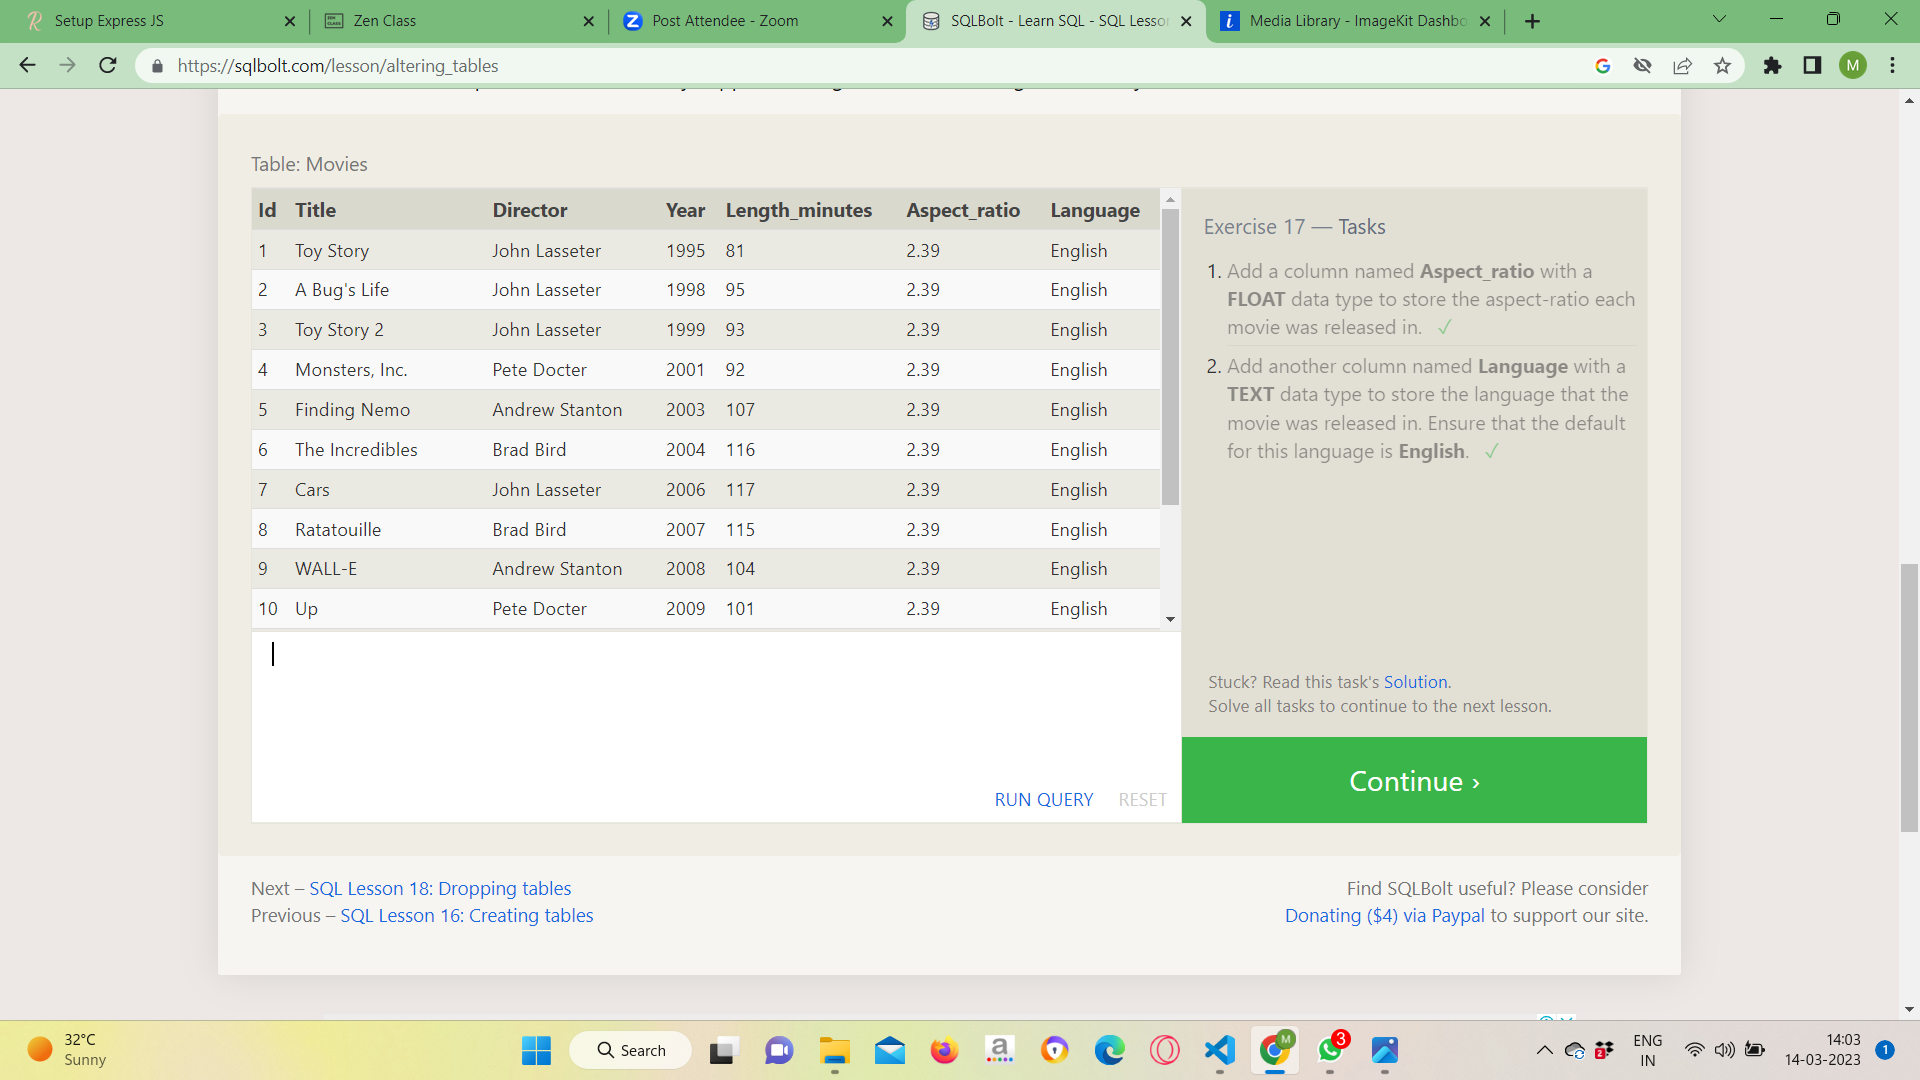 Setup Express JS
Zen Class
Post Attendee - Zoom
SQLBolt - Learn SQL - SQL Lesson
Media Library - ImageKit Dashbo
https://sqlbolt.com/lesson/altering_tables
M
Table: Movies
Id Title Director Year Length_minutes Aspect_ratio Language
1 Toy Story John Lasseter 1995 81 2.39 English
2 A Bug's Life John Lasseter 1998 95 2.39 English
3 Toy Story 2 John Lasseter 1999 93 2.39 English
4 Monsters, Inc. Pete Docter 2001 92 2.39 English
5 Finding Nemo Andrew Stanton 2003 107 2.39 English
6 The Incredibles Brad Bird 2004 116 2.39 English
7 Cars John Lasseter 2006 117 2.39 English
8 Ratatouille Brad Bird 2007 115 2.39 English
9 WALL-E Andrew Stanton 2008 104 2.39 English
10 Up Pete Docter 2009 101 2.39 English
RUN QUERY RESET
Exercise 17 — Tasks
1. Add a column named Aspect_ratio with a
FLOAT data type to store the aspect-ratio each
movie was released in. ✓
2. Add another column named Language with a
TEXT data type to store the language that the
movie was released in. Ensure that the default
for this language is English. ✓
Stuck? Read this task's Solution.
Solve all tasks to continue to the next lesson.
Continue ›
Next – SQL Lesson 18: Dropping tables
Previous – SQL Lesson 16: Creating tables
Find SQLBolt useful? Please consider
Donating ($4) via Paypal to support our site.
32°C
Sunny
Search
M
3
2
ENG
IN
14:03
14-03-2023
1